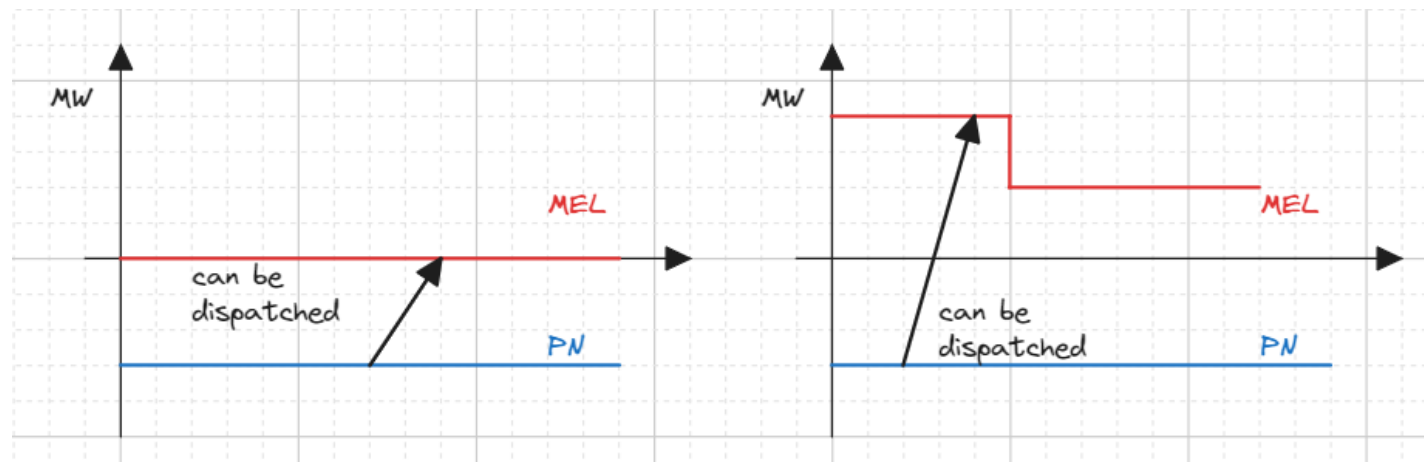 MW
MEL
can be
dispatched
PN
MW
MEL
can be
dispatched
PN